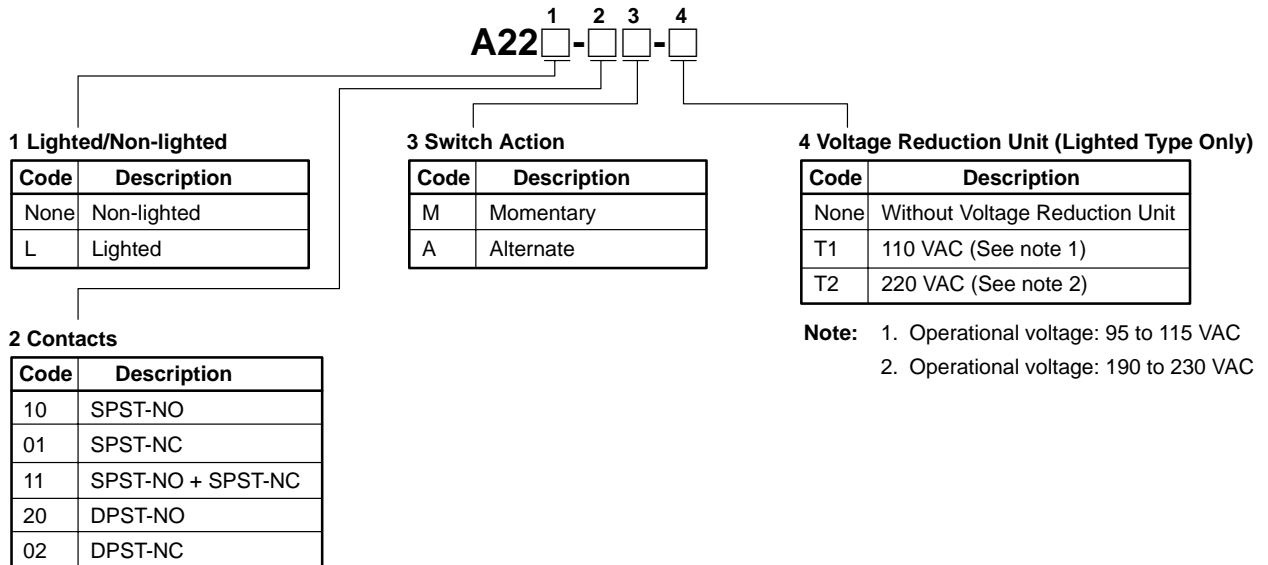 1 2 3 4
A22□-□□-□
1 Lighted/Non-lighted
Code Description
None Non-lighted
L Lighted
3 Switch Action
Code Description
M Momentary
A Alternate
4 Voltage Reduction Unit (Lighted Type Only)
Code Description
None Without Voltage Reduction Unit
T1 110 VAC (See note 1)
T2 220 VAC (See note 2)
Note: 1. Operational voltage: 95 to 115 VAC
2. Operational voltage: 190 to 230 VAC
2 Contacts
Code Description
10 SPST-NO
01 SPST-NC
11 SPST-NO + SPST-NC
20 DPST-NO
02 DPST-NC